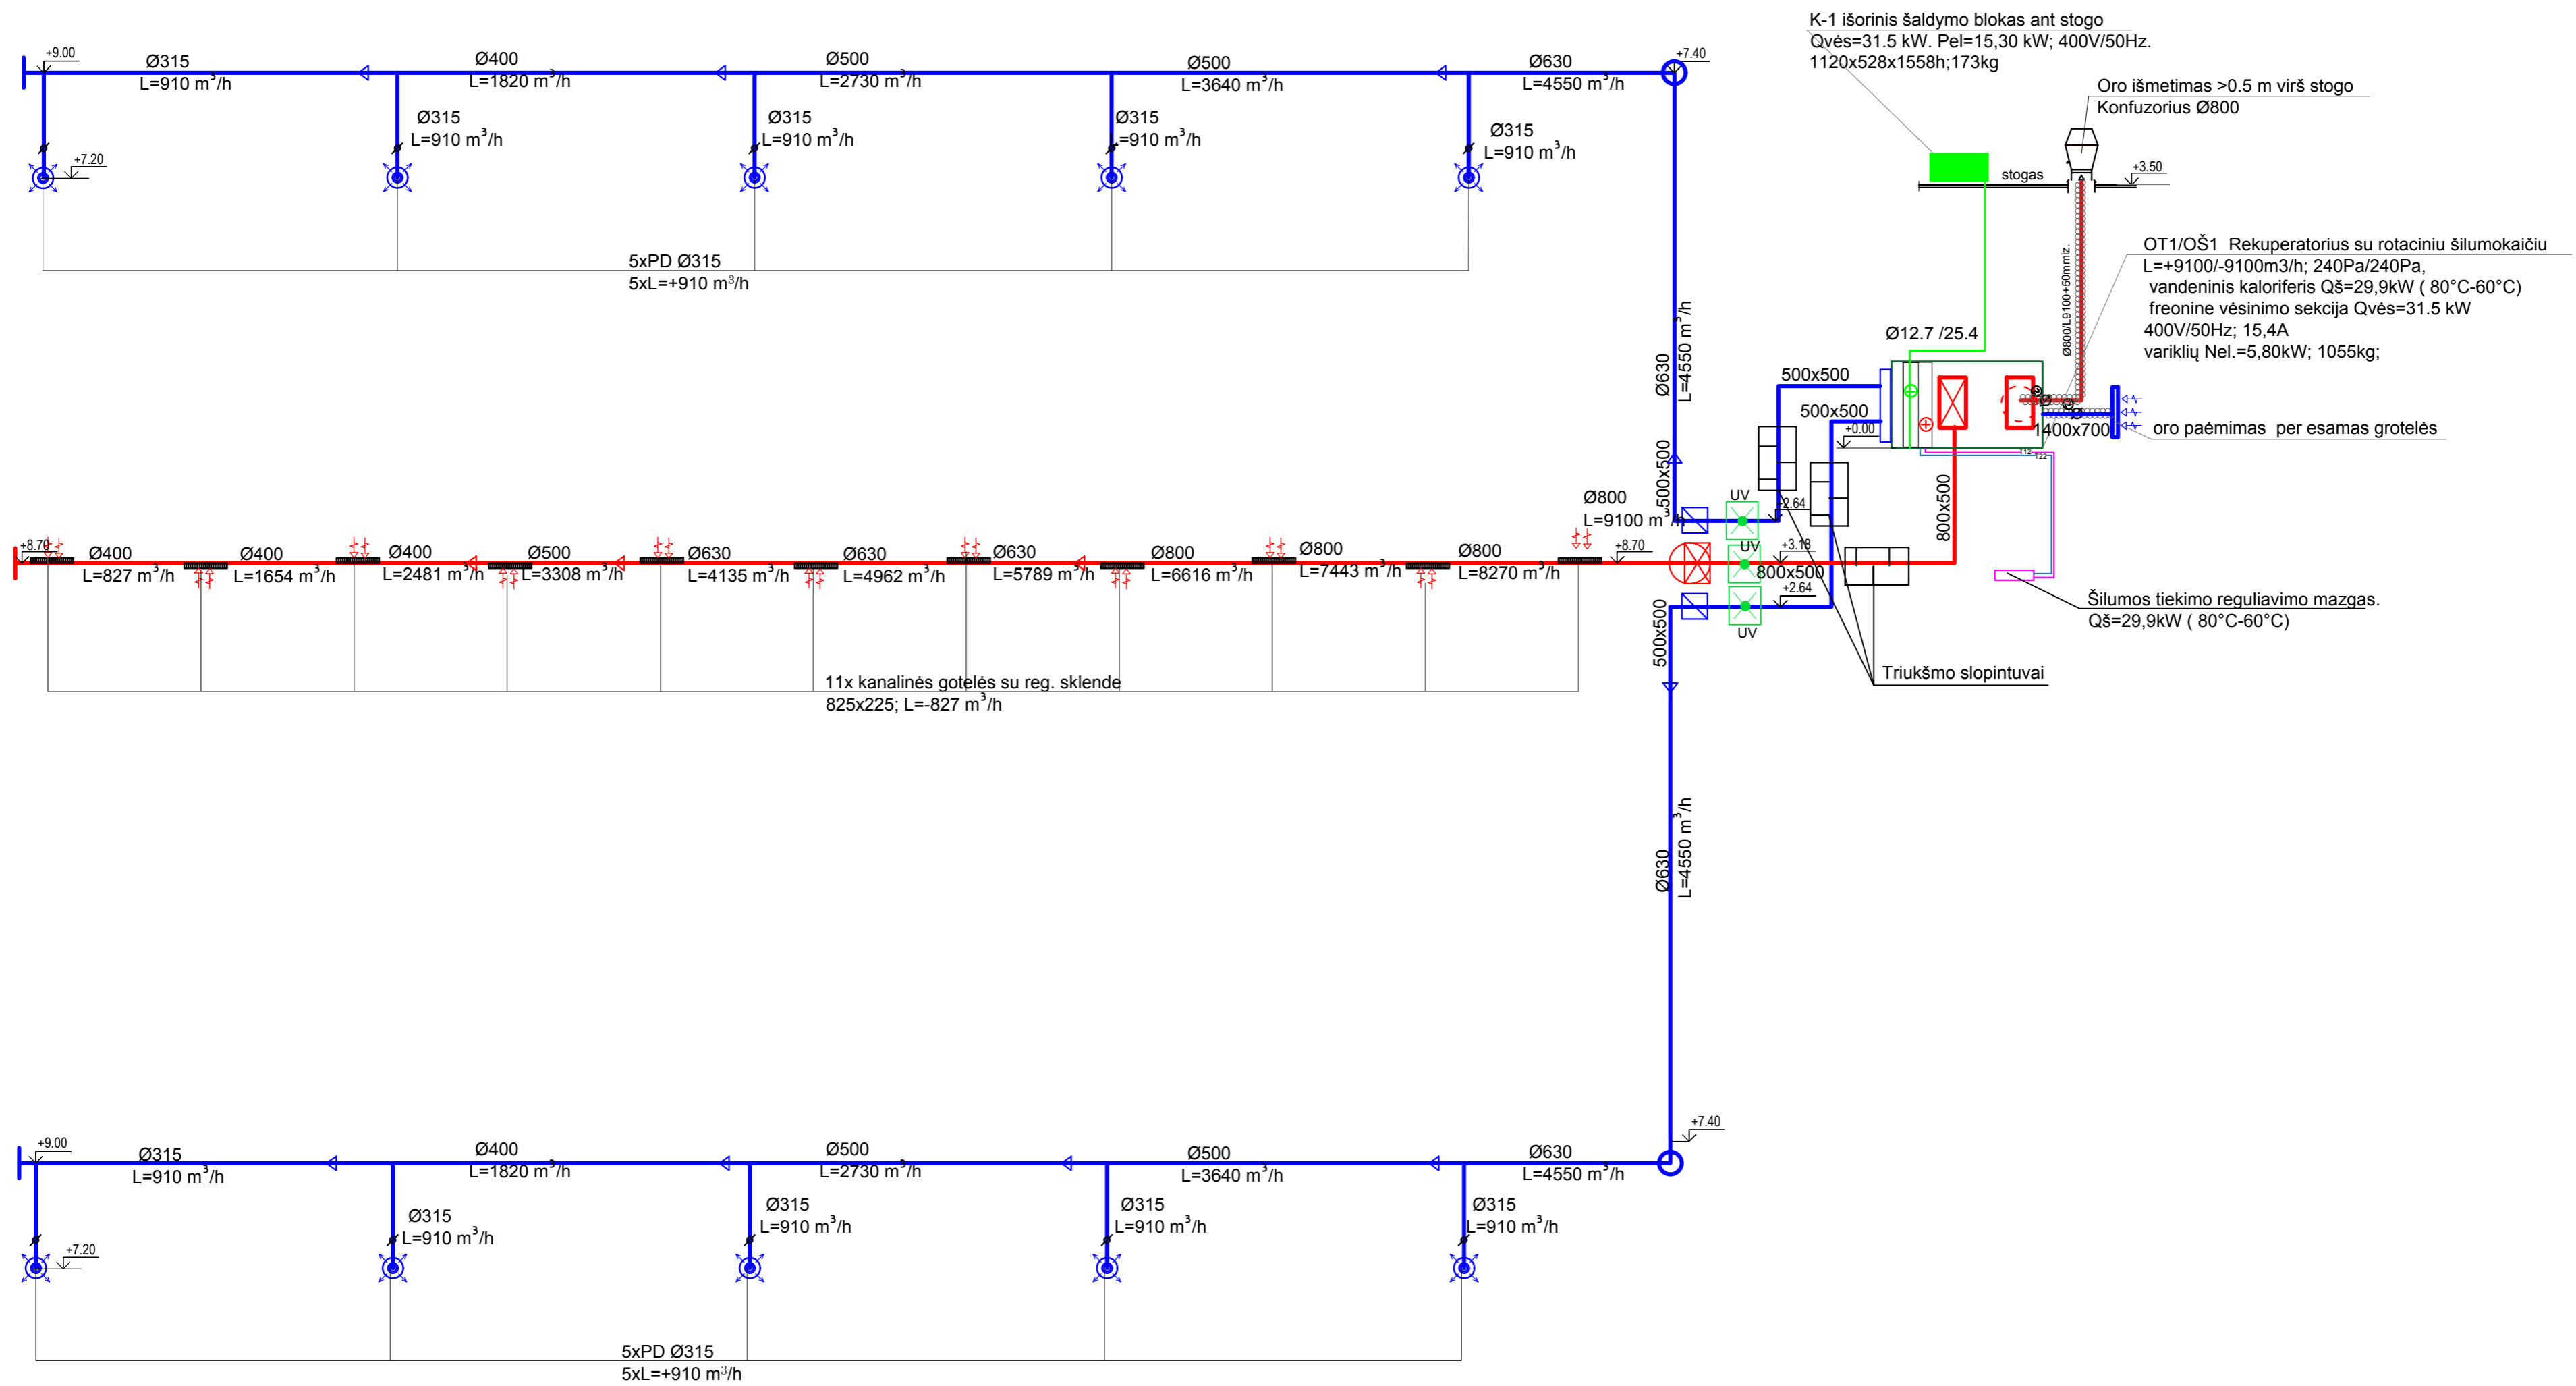 K-1 išorinis šaldymo blokas ant stogo
Qvės=31.5 kW. Pel=15,30 kW; 400V/50Hz.
1120x528x1558h;173kg
Oro išmetimas >0.5 m virš stogo
Konfuzorius Ø800
stogas
+3.50
+9.00
Ø315
L=910 m³/h
Ø400
L=1820 m³/h
Ø500
L=2730 m³/h
Ø500
L=3640 m³/h
Ø630
L=4550 m³/h
+7.40
Ø315
L=910 m³/h
Ø315
L=910 m³/h
Ø315
L=910 m³/h
Ø315
L=910 m³/h
+7.20
5xPD Ø315
5xL=+910 m³/h
OT1/OŠ1 Rekuperatorius su rotaciniu šilumokaičiu
L=+9100/-9100m3/h; 240Pa/240Pa,
vandeninis kaloriferis Qš=29,9kW ( 80°C-60°C)
freonine vėsinimo sekcija Qvės=31.5 kW
400V/50Hz; 15,4A
variklių Nel.=5,80kW; 1055kg;
Ø800/L9100+50mmiz.
Ø12.7 /25.4
Ø630
L=4550 m³/h
500x500
500x500
500x500
+0.00
1400x700
oro paėmimas per esamas grotelės
T12
T22
800x500
UV
+2.64
UV
+3.13
800x500
+2.64
UV
Ø800
L=9100 m³/h
+8.70
+8.70
Ø400
L=827 m³/h
Ø400
L=1654 m³/h
Ø400
L=2481 m³/h
Ø500
L=3308 m³/h
Ø630
L=4135 m³/h
Ø630
L=4962 m³/h
Ø630
L=5789 m³/h
Ø800
L=6616 m³/h
Ø800
L=7443 m³/h
Ø800
L=8270 m³/h
11x kanalinės gotelės su reg. sklende
825x225; L=-827 m³/h
Šilumos tiekimo reguliavimo mazgas.
Qš=29,9kW ( 80°C-60°C)
Triukšmo slopintuvai
500x500
Ø630
L=4550 m³/h
+7.40
+9.00
Ø315
L=910 m³/h
Ø400
L=1820 m³/h
Ø500
L=2730 m³/h
Ø500
L=3640 m³/h
Ø630
L=4550 m³/h
Ø315
L=910 m³/h
Ø315
L=910 m³/h
Ø315
L=910 m³/h
Ø315
L=910 m³/h
+7.20
5xPD Ø315
5xL=+910 m³/h